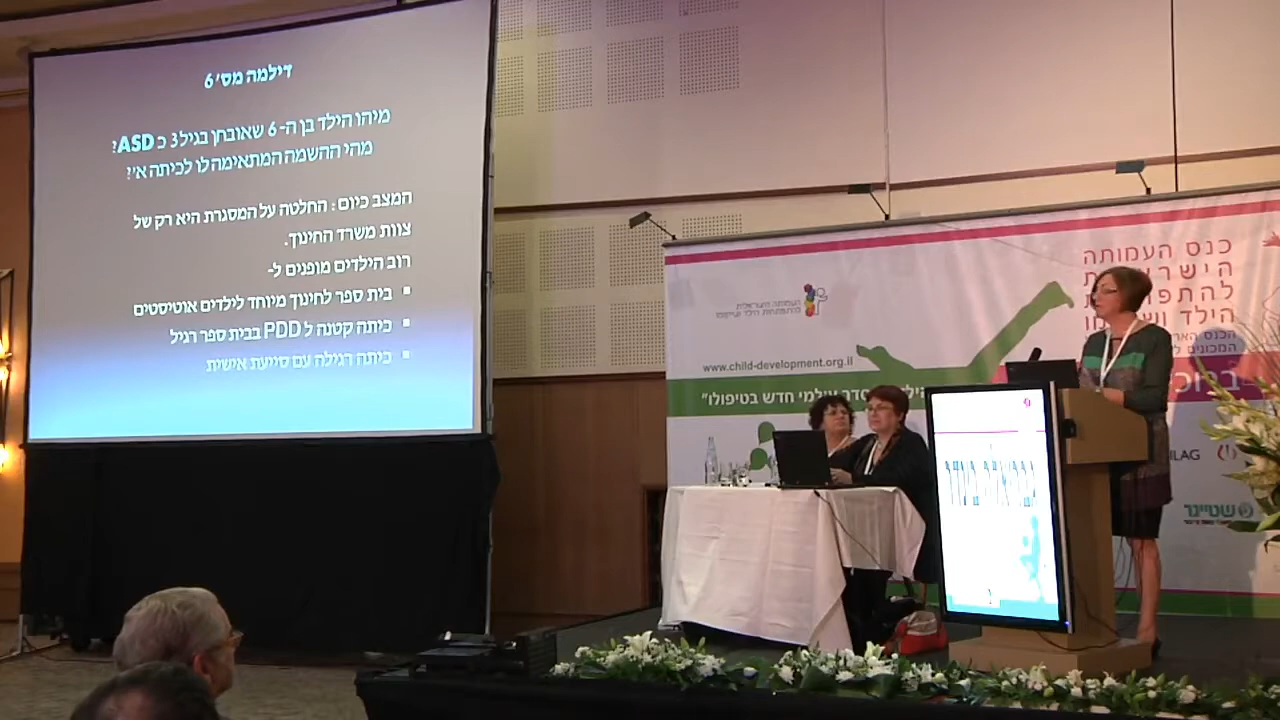 דילמה מס' 6
מיהו הילד בן ה- 6 שאובחן בגיל 3 כ ASD?
מהי ההשמה המתאימה לו לכיתה א'?
המצב כיום: החלטה על המסגרת היא רק של
צוות משרד החינוך.
רוב הילדים מופנים ל-
▪ בית ספר לחינוך מיוחד לילדים אוטיסטים
▪ כיתה קטנה ל PDD בבית ספר רגיל
▪ כיתה רגילה עם סייעת אישית
כנס העמותה
הילד
העמותה הישראלית
להתפתחות הילד ושיקומו
www.child-development.org.il
חדש בטיפולו"
שטיינר